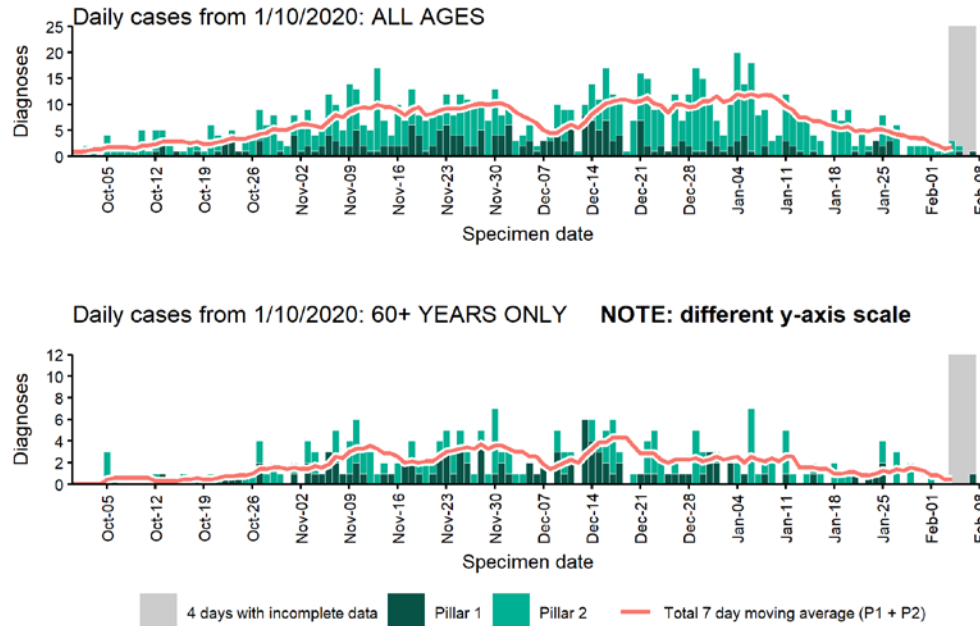 Daily cases from 1/10/2020: ALL AGES
Diagnoses
25
20
15
10
5
0
Oct-05
Oct-12
Oct-19
Oct-26
Nov-02
Nov-09
Nov-16
Nov-23
Nov-30
Dec-07
Dec-14
Dec-21
Dec-28
Jan-04
Jan-11
Jan-18
Jan-25
Feb-01
Feb-08
Specimen date
Daily cases from 1/10/2020: 60+ YEARS ONLY NOTE: different y-axis scale
Diagnoses
12
10
8
6
4
2
0
Oct-05
Oct-12
Oct-19
Oct-26
Nov-02
Nov-09
Nov-16
Nov-23
Nov-30
Dec-07
Dec-14
Dec-21
Dec-28
Jan-04
Jan-11
Jan-18
Jan-25
Feb-01
Feb-08
Specimen date
4 days with incomplete data Pillar 1 Pillar 2 Total 7 day moving average (P1 + P2)